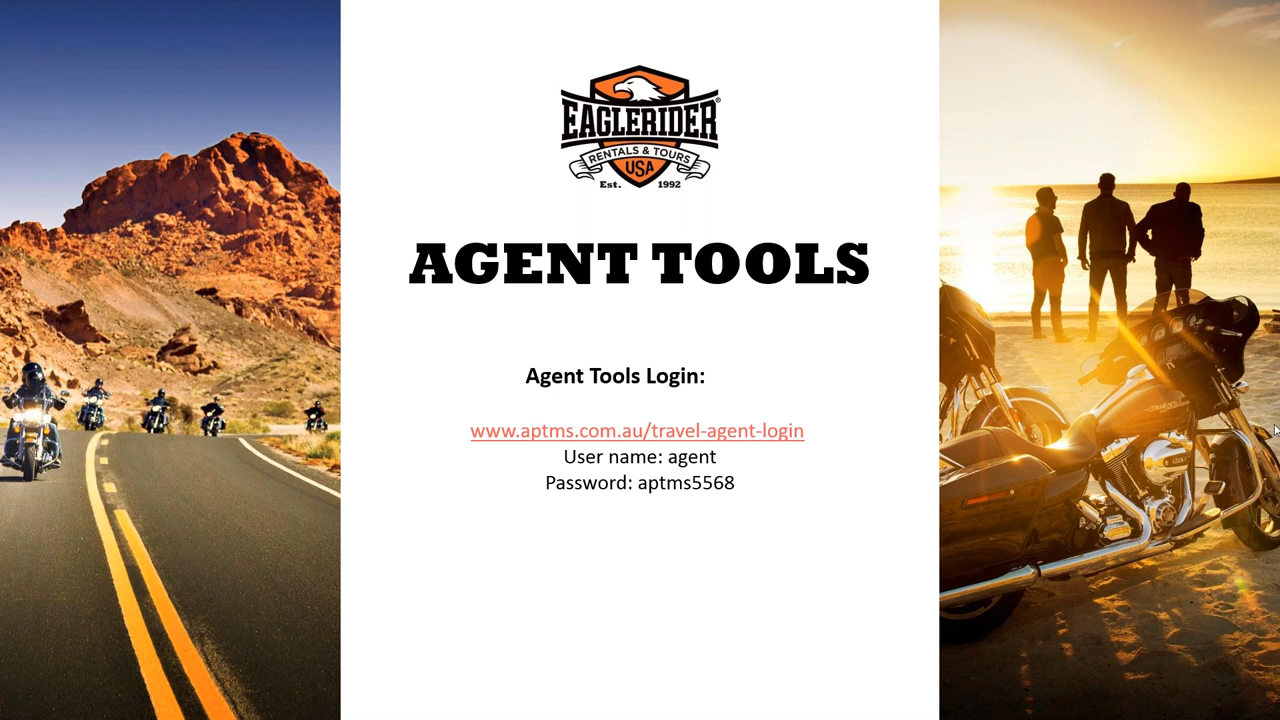 EAGLERIDER®
RENTALS & TOURS
USA
Est. 1992
AGENT TOOLS
Agent Tools Login:
www.aptms.com.au/travel-agent-login
User name: agent
Password: aptms5568